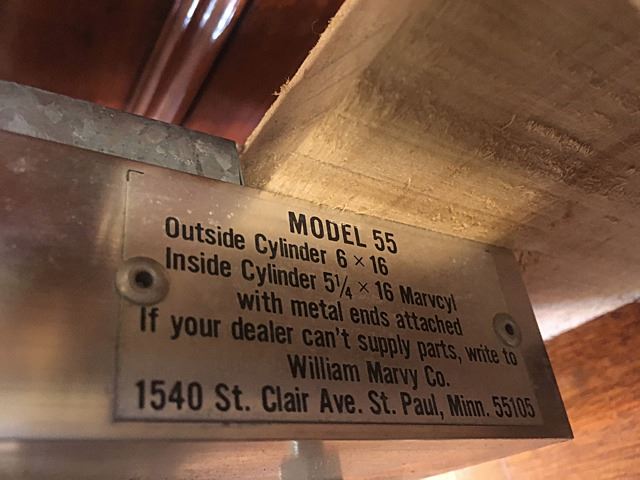 MODEL 55
Outside Cylinder 6 × 16
Inside Cylinder 5¼ × 16 Marvcyl
with metal ends attached
If your dealer can't supply parts, write to
William Marvy Co.
1540 St. Clair Ave. St. Paul, Minn. 55105